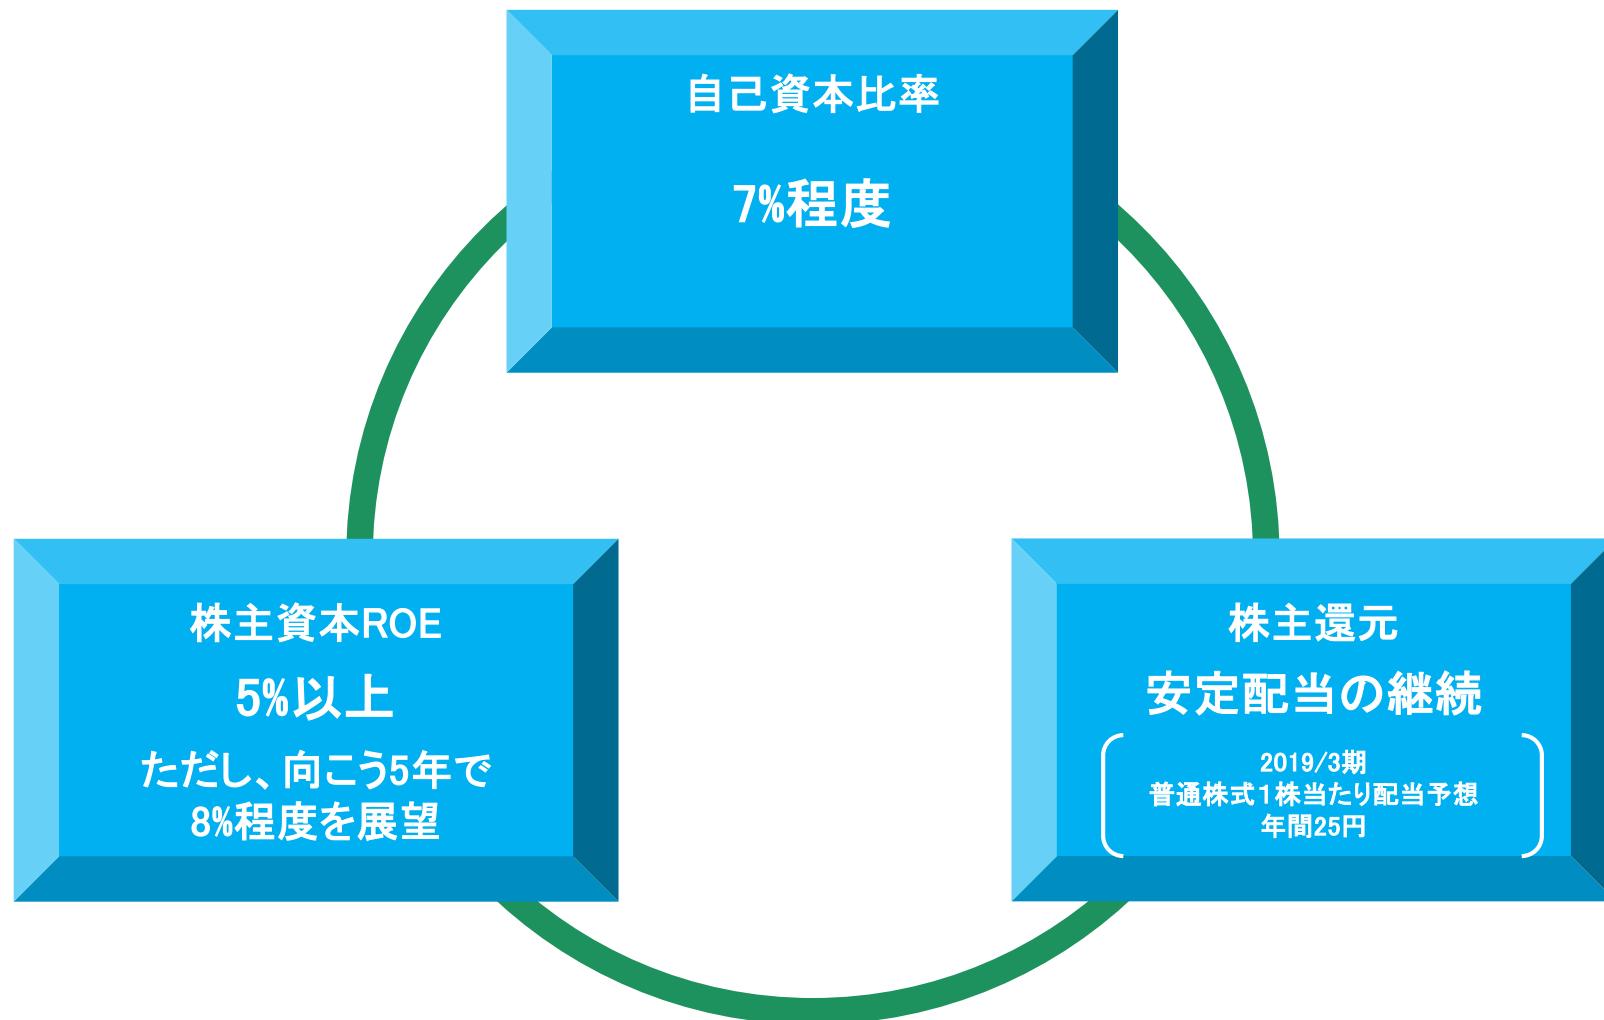 自己資本比率
7%程度
株主資本ROE
5%以上
ただし、向こう5年で
8%程度を展望
株主還元
安定配当の継続
2019/3期
普通株式1株当たり配当予想
年間25円